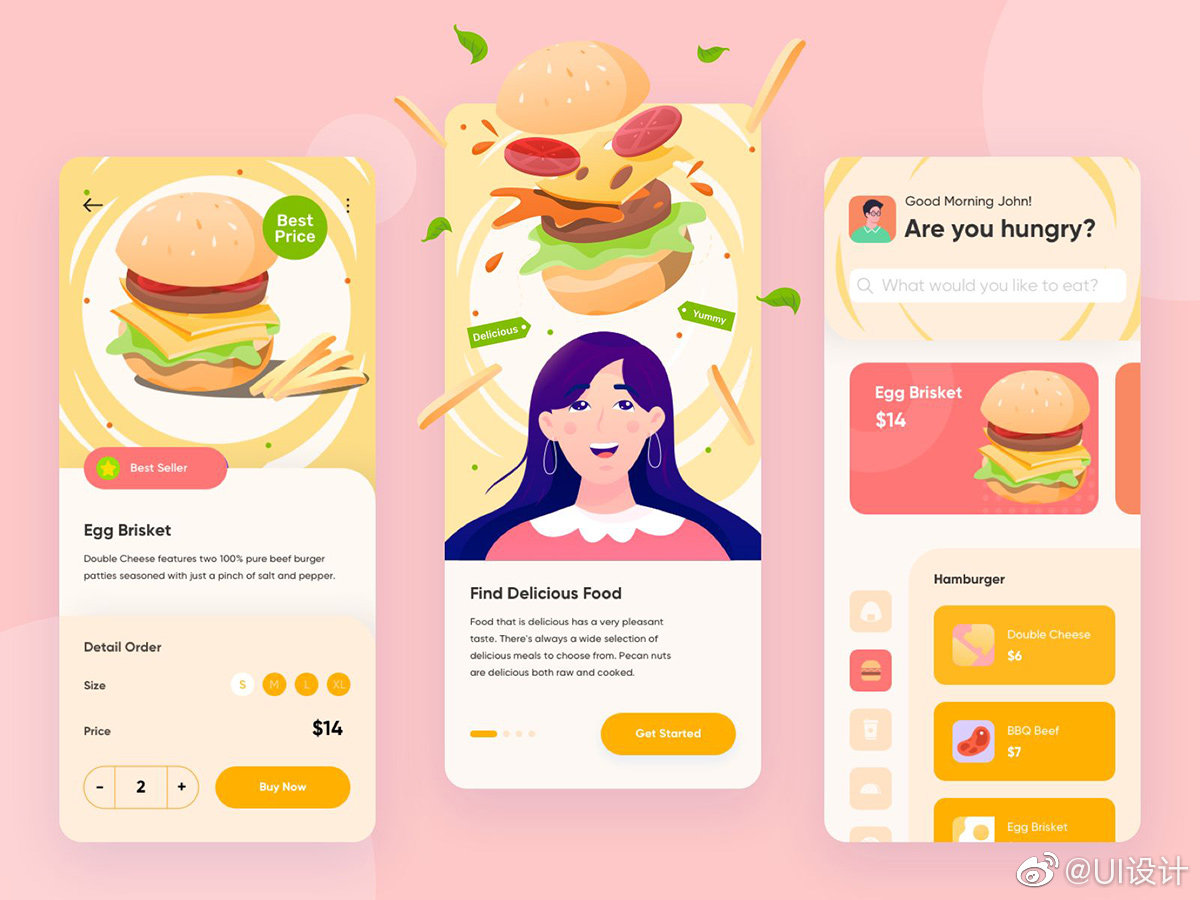 Best
Price
Best Seller
Egg Brisket
Double Cheese features two 100% pure beef burger
patties seasoned with just a pinch of salt and pepper.
Detail Order
Size
S
M
L
XL
Price
$14
-
2
+
Buy Now
Delicious
Yummy
Find Delicious Food
Food that is delicious has a very pleasant
taste. There's always a wide selection of
delicious meals to choose from. Pecan nuts
are delicious both raw and cooked.
Get Started
Good Morning John!
Are you hungry?
What would you like to eat?
Egg Brisket
$14
Hamburger
Double Cheese
$6
BBQ Beef
$7
Egg Brisket
@UI设计